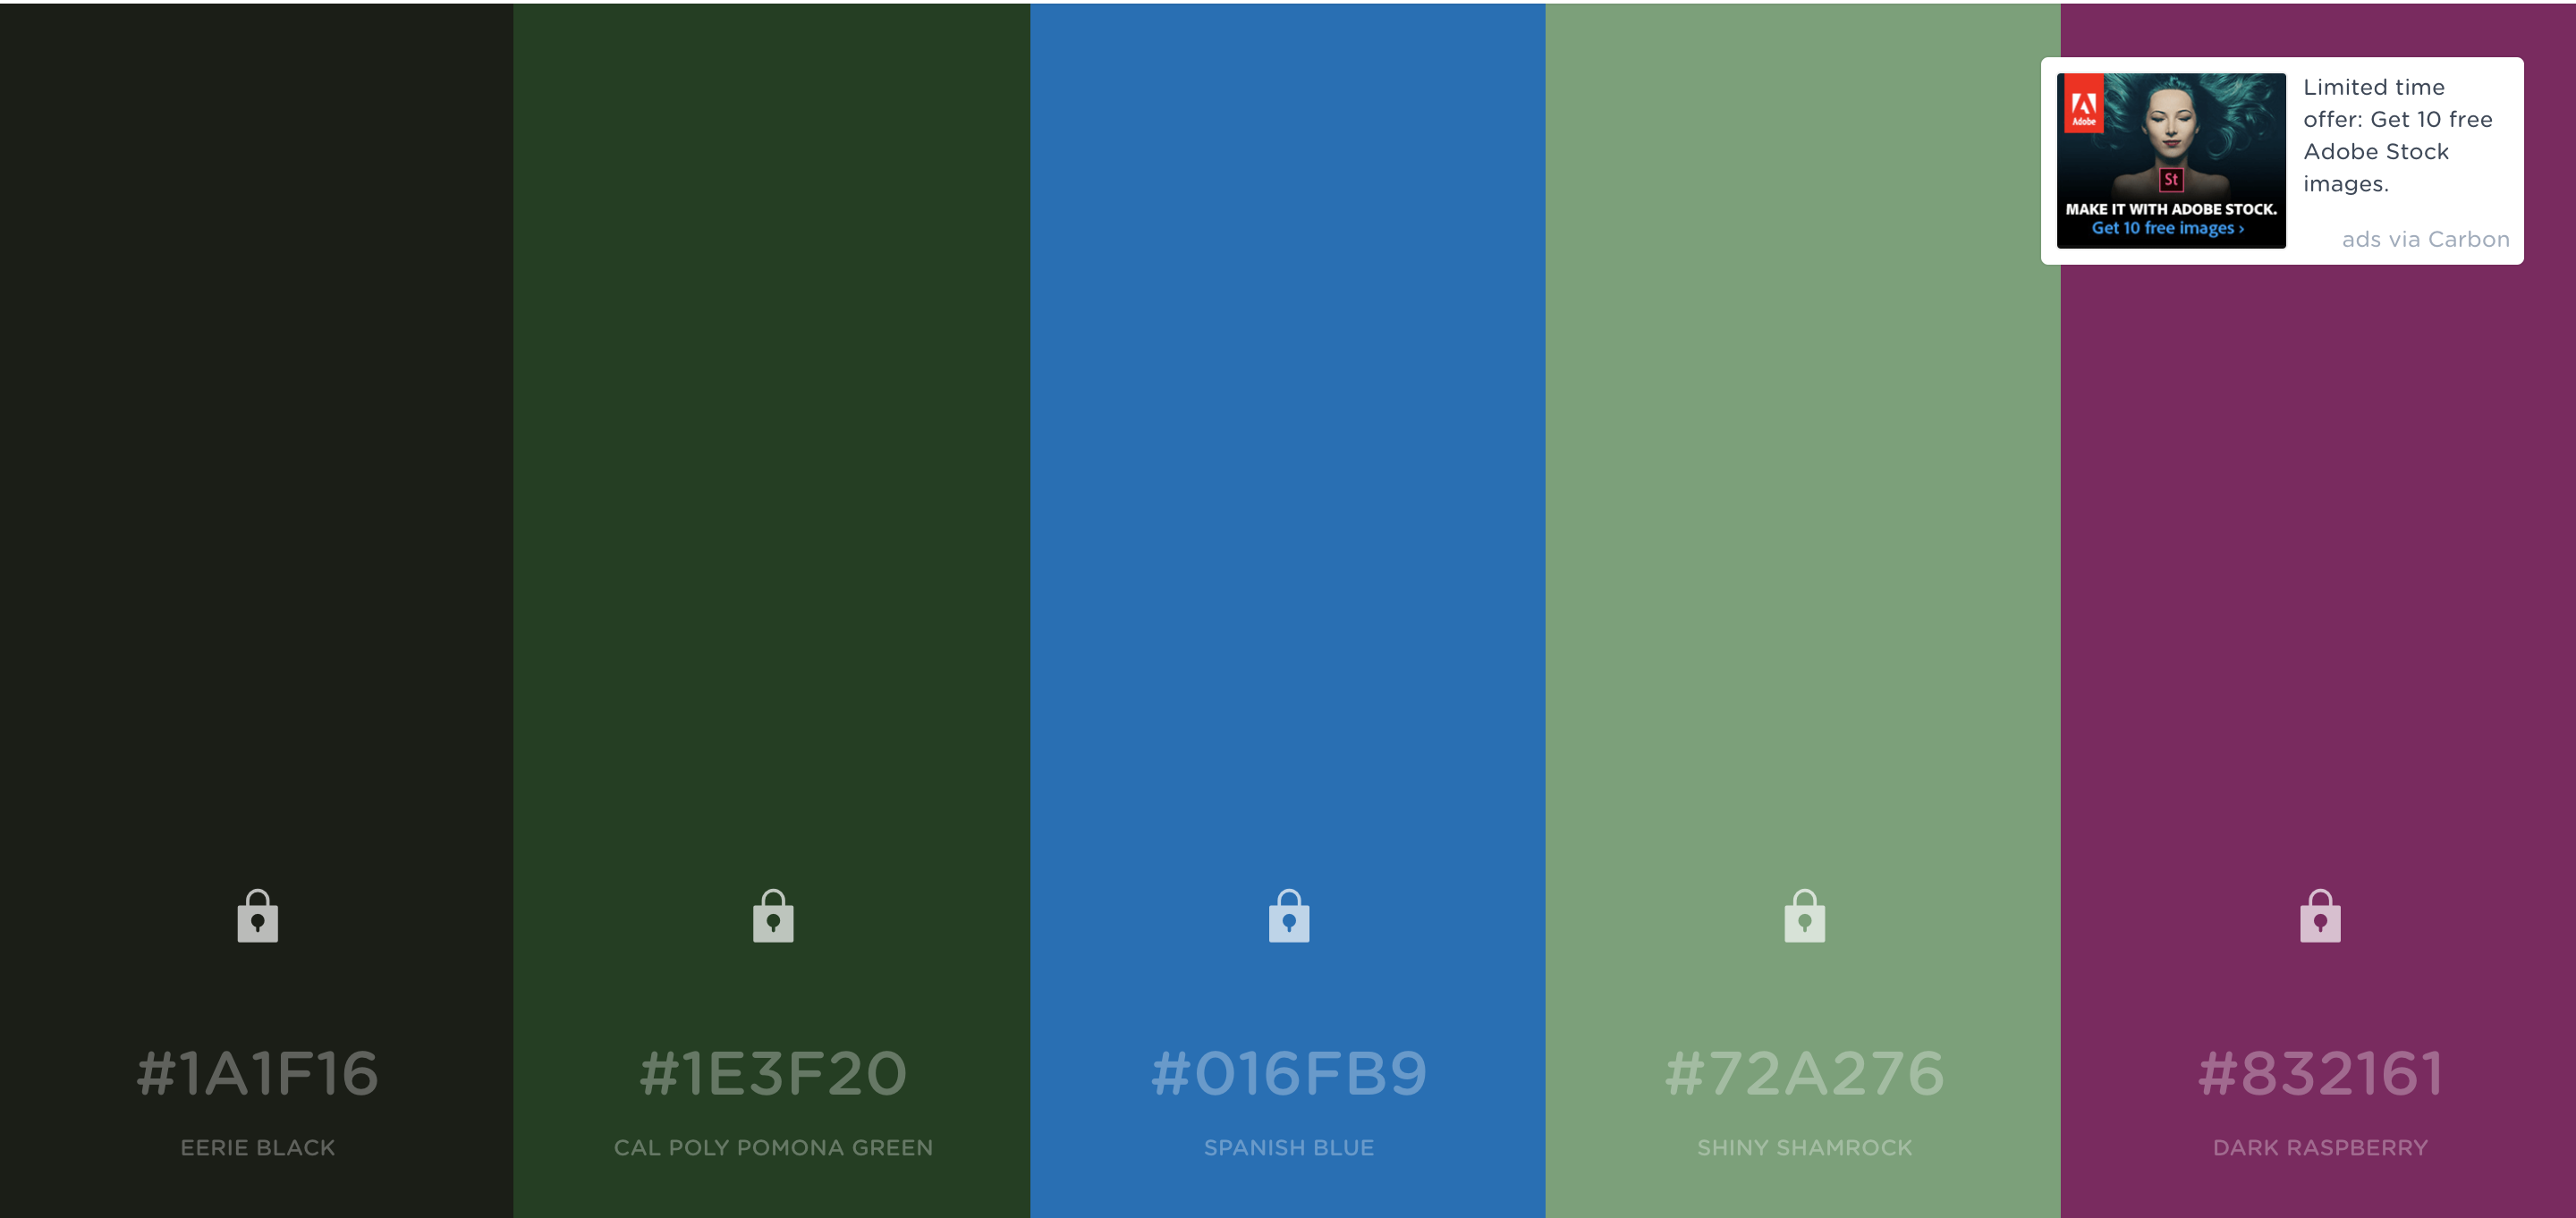 Adobe
St
MAKE IT WITH ADOBE STOCK.
Get 10 free images ›
Limited time
offer: Get 10 free
Adobe Stock
images.
ads via Carbon
#1A1F16
EERIE BLACK
#1E3F20
CAL POLY POMONA GREEN
#016FB9
SPANISH BLUE
#72A276
SHINY SHAMROCK
#832161
DARK RASPBERRY